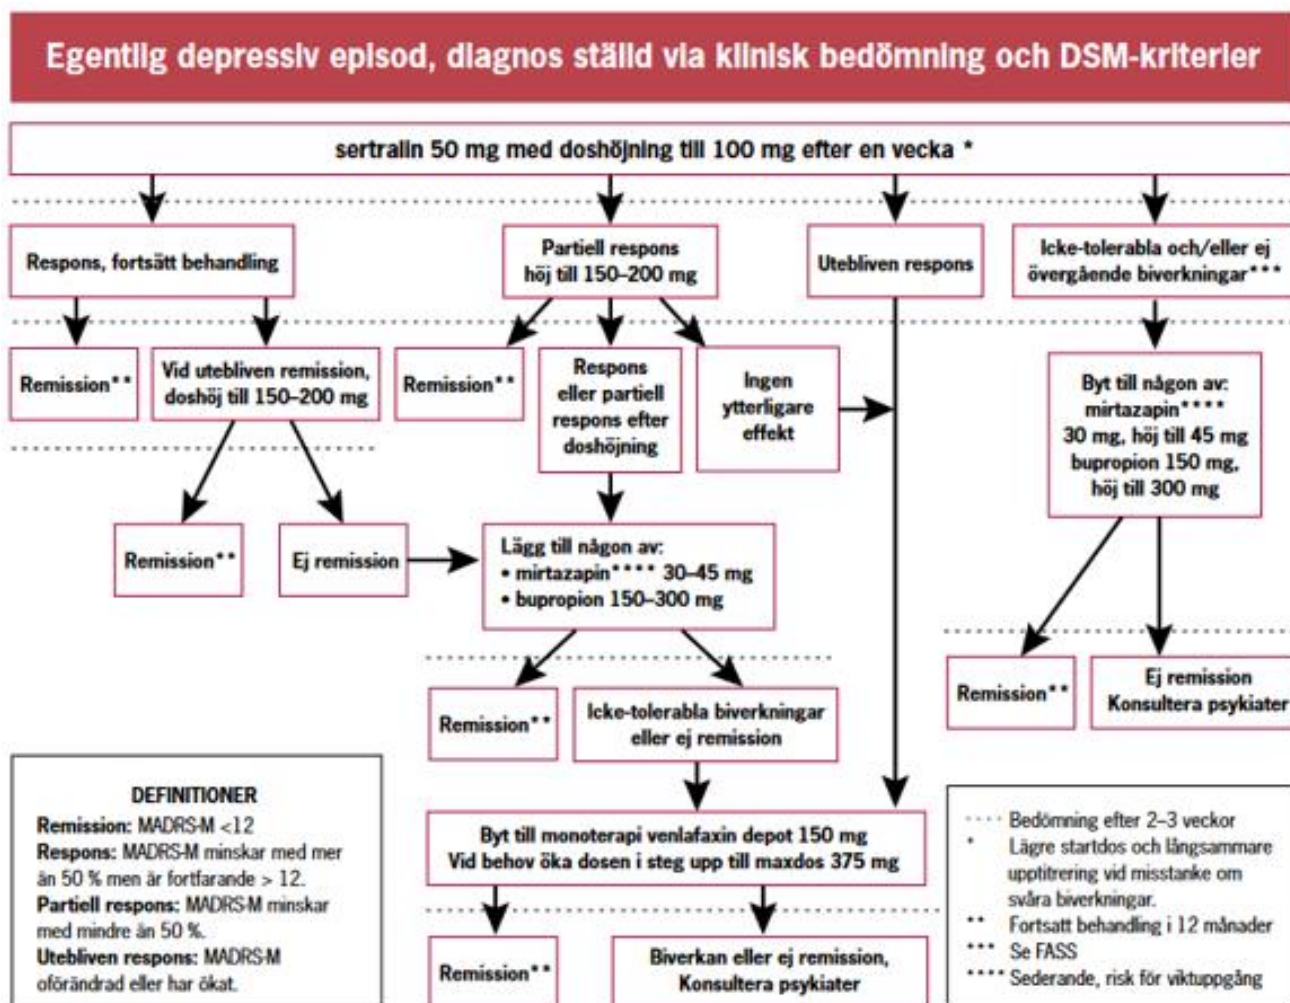 Egentlig depressiv episod, diagnos ställd via klinisk bedömning och DSM-kriterier
sertralin 50 mg med doshöjning till 100 mg efter en vecka *
Respons, fortsätt behandling
Partiell respons
höj till 150–200 mg
Utebliven respons
Icke-tolerabla och/eller ej
övergående biverkningar***
Remission**
Vid utebliven remission,
doshöj till 150–200 mg
Remission**
Respons
eller partiell
respons efter
doshöjning
Ingen
ytterligare
effekt
Byt till någon av:
mirtazapin****
30 mg, höj till 45 mg
bupropion 150 mg,
höj till 300 mg
Remission**
Ej remission
Lägg till någon av:
• mirtazapin**** 30–45 mg
• bupropion 150–300 mg
Remission**
Icke-tolerabla biverkningar
eller ej remission
Remission**
Ej remission
Konsultera psykiater
Byt till monoterapi venlafaxin depot 150 mg
Vid behov öka dosen i steg upp till maxdos 375 mg
Remission**
Biverkan eller ej remission,
Konsultera psykiater
DEFINITIONER
Remission: MADRS-M <12
Respons: MADRS-M minskar med mer
än 50 % men är fortfarande > 12.
Partiell respons: MADRS-M minskar
med mindre än 50 %.
Utebliven respons: MADRS-M
oförändrad eller har ökat.
···· Bedömning efter 2–3 veckor
* Lägre startdos och långsammare
upptitrering vid misstanke om
svåra biverkningar.
** Fortsatt behandling i 12 månader
*** Se FASS
**** Sederande, risk för viktuppgång